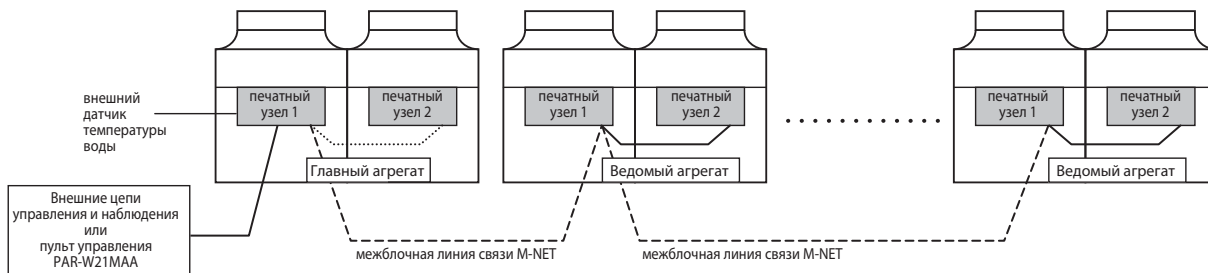 внешний
датчик
температуры
воды
печатный
узел 1
печатный
узел 2
Главный агрегат
печатный
узел 1
печатный
узел 2
Ведомый агрегат
печатный
узел 1
печатный
узел 2
Ведомый агрегат
Внешние цепи
управления и наблюдения
или
пульт управления
PAR-W21MAA
межблочная линия связи M-NET
межблочная линия связи M-NET